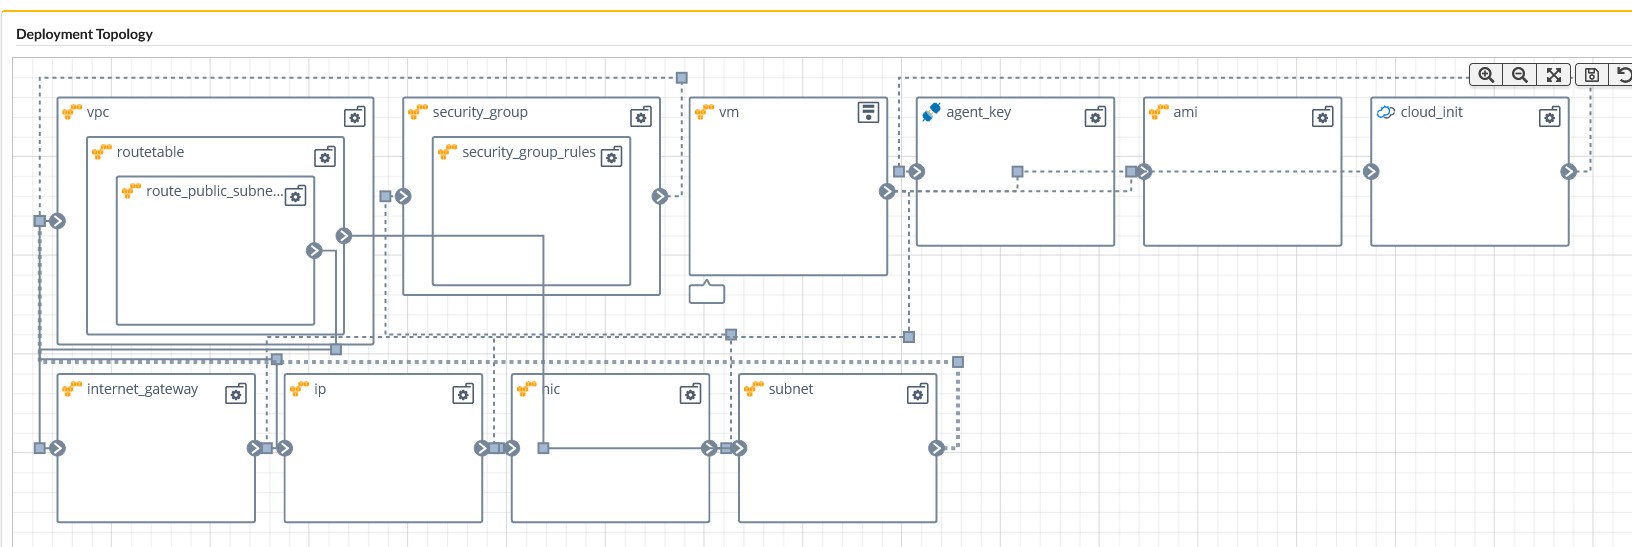 Deployment Topology
vpc
security_group
vm
agent_key
ami
cloud_init
routetable
security_group_rules
route_public_subne...
internet_gateway
ip
nic
subnet